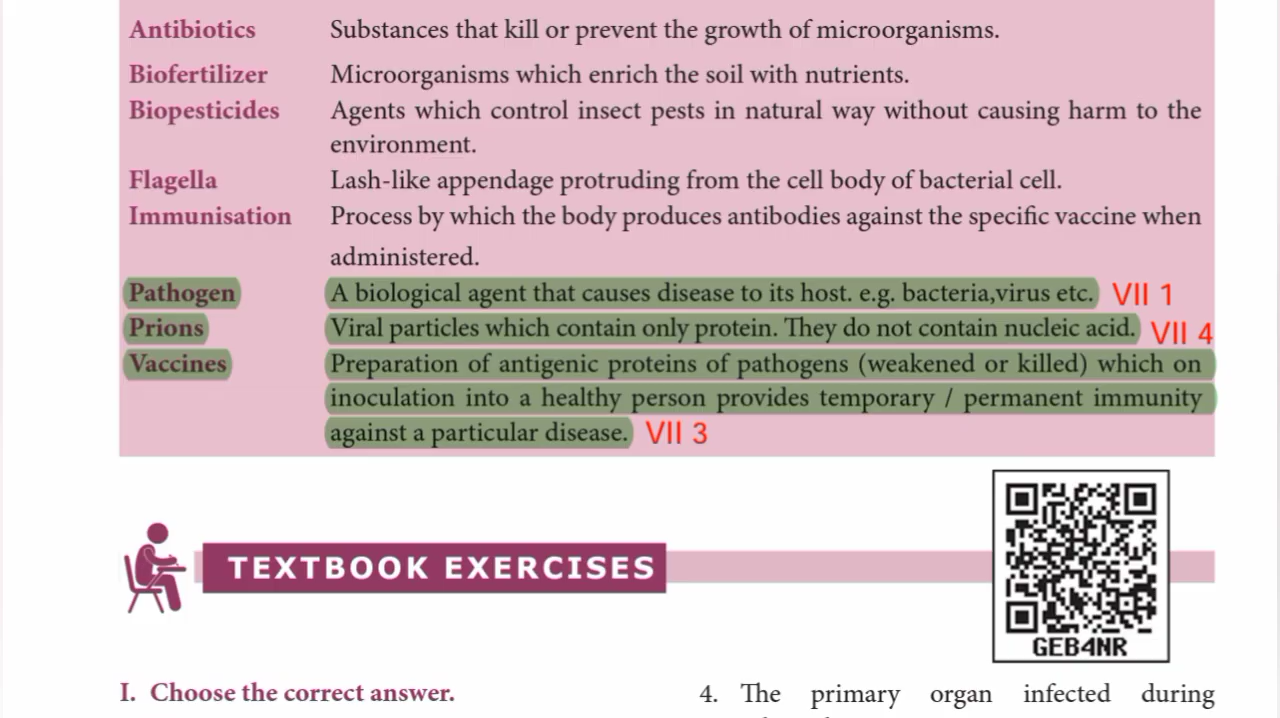 Antibiotics Substances that kill or prevent the growth of microorganisms.
Biofertilizer Microorganisms which enrich the soil with nutrients.
Biopesticides Agents which control insect pests in natural way without causing harm to the
environment.
Flagella Lash-like appendage protruding from the cell body of bacterial cell.
Immunisation Process by which the body produces antibodies against the specific vaccine when
administered.
Pathogen A biological agent that causes disease to its host. e.g. bacteria,virus etc. VII 1
Prions Viral particles which contain only protein. They do not contain nucleic acid. VII 4
Vaccines Preparation of antigenic proteins of pathogens (weakened or killed) which on
inoculation into a healthy person provides temporary / permanent immunity
against a particular disease. VII 3
TEXTBOOK EXERCISES
GEB4NR
I. Choose the correct answer.
4. The primary organ infected during